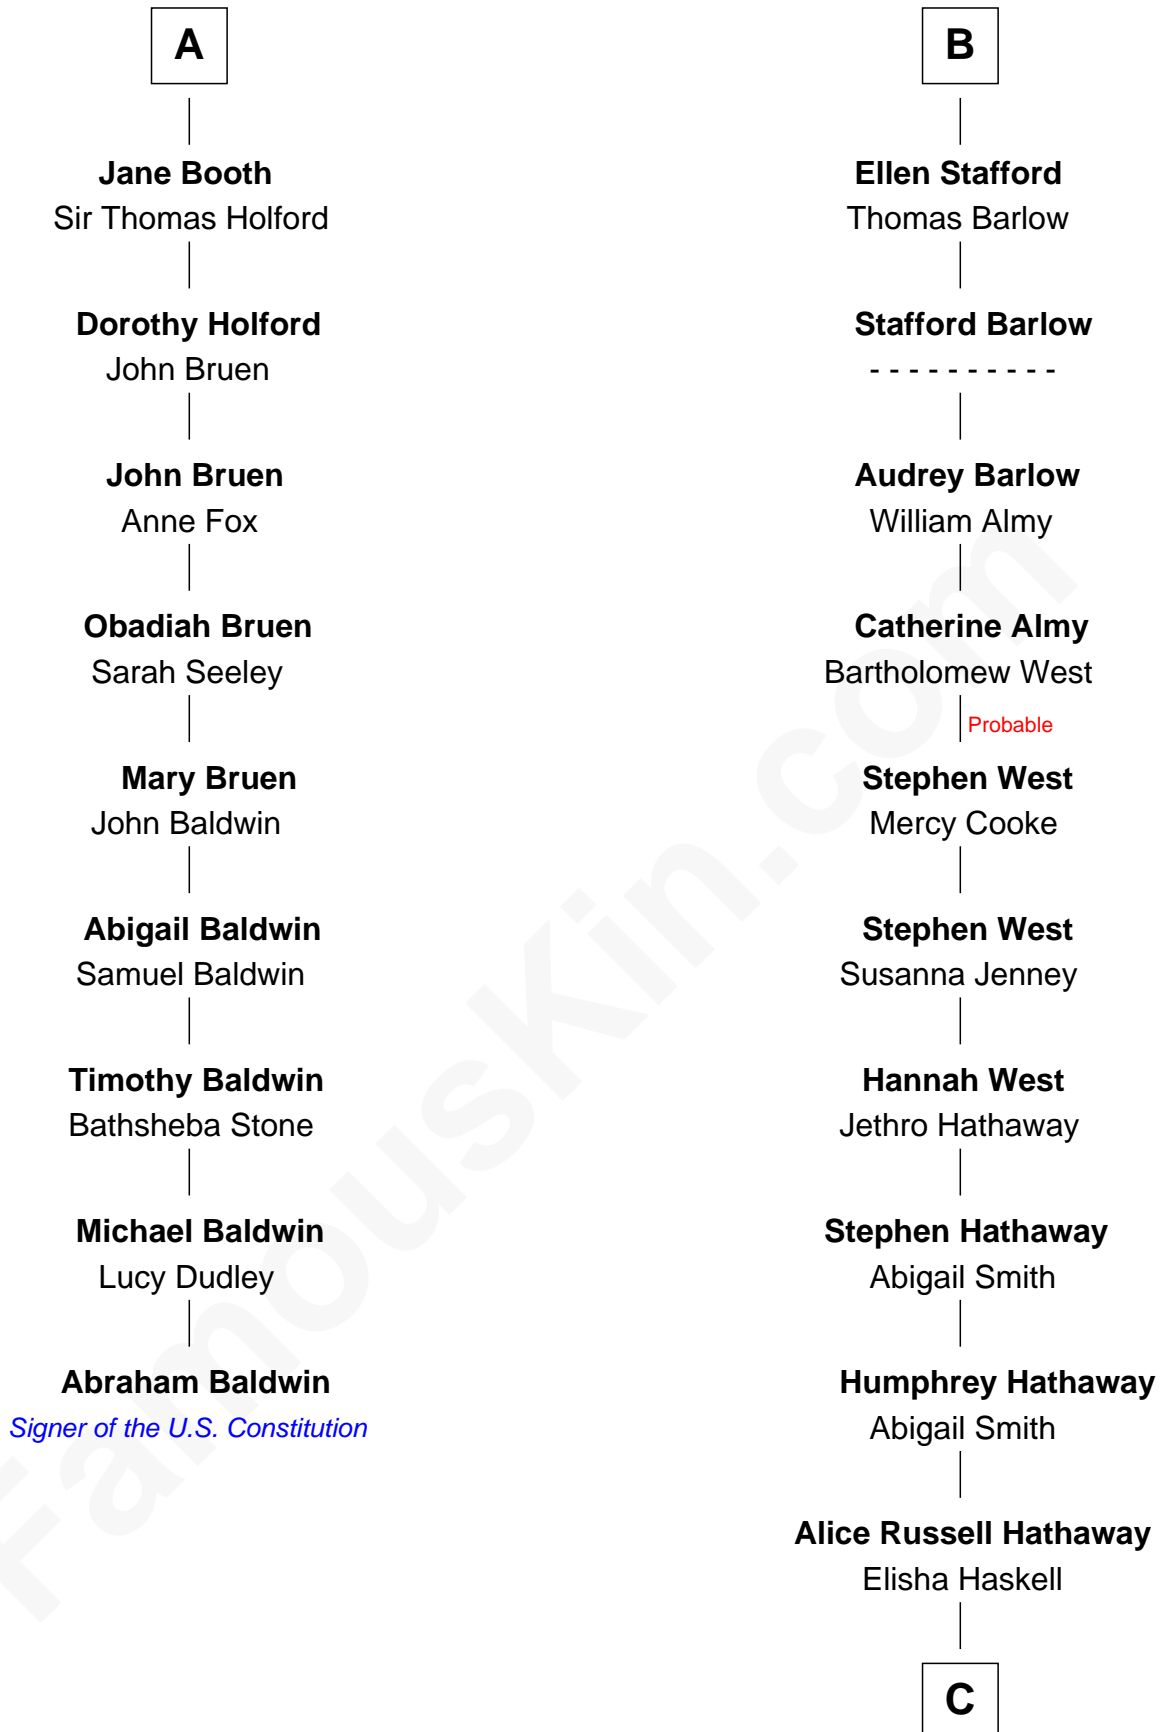 A
Jane Booth
Sir Thomas Holford
Dorothy Holford
John Bruen
John Bruen
Anne Fox
Obadiah Bruen
Sarah Seeley
Mary Bruen
John Baldwin
Abigail Baldwin
Samuel Baldwin
Timothy Baldwin
Bathsheba Stone
Michael Baldwin
Lucy Dudley
Abraham Baldwin
Signer of the U.S. Constitution
B
Ellen Stafford
Thomas Barlow
Stafford Barlow
- - - - - - - - - -
Audrey Barlow
William Almy
Catherine Almy
Bartholomew West
Probable
Stephen West
Mercy Cooke
Stephen West
Susanna Jenney
Hannah West
Jethro Hathaway
Stephen Hathaway
Abigail Smith
Humphrey Hathaway
Abigail Smith
Alice Russell Hathaway
Elisha Haskell
C
FamousKin.com